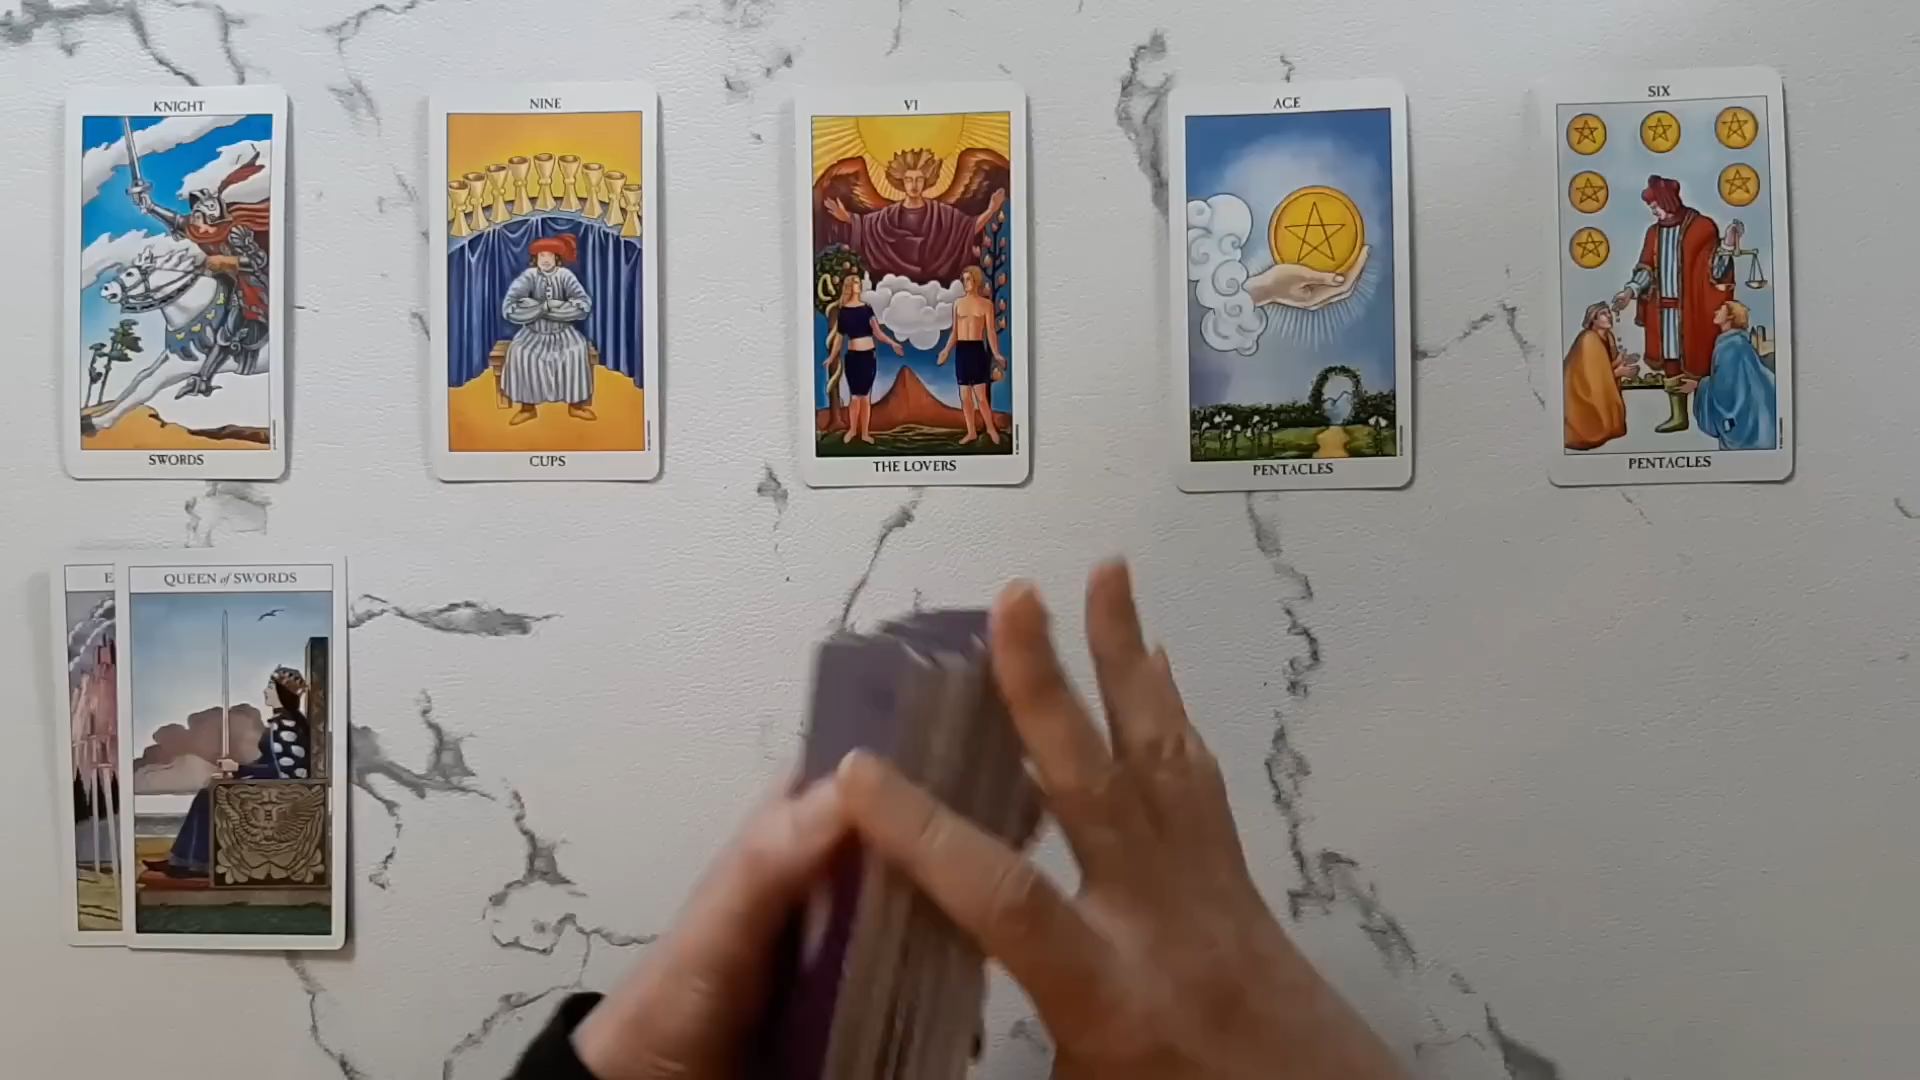 KNIGHT
SWORDS
NINE
CUPS
VI
THE LOVERS
ACE
PENTACLES
SIX
PENTACLES
E
QUEEN of SWORDS